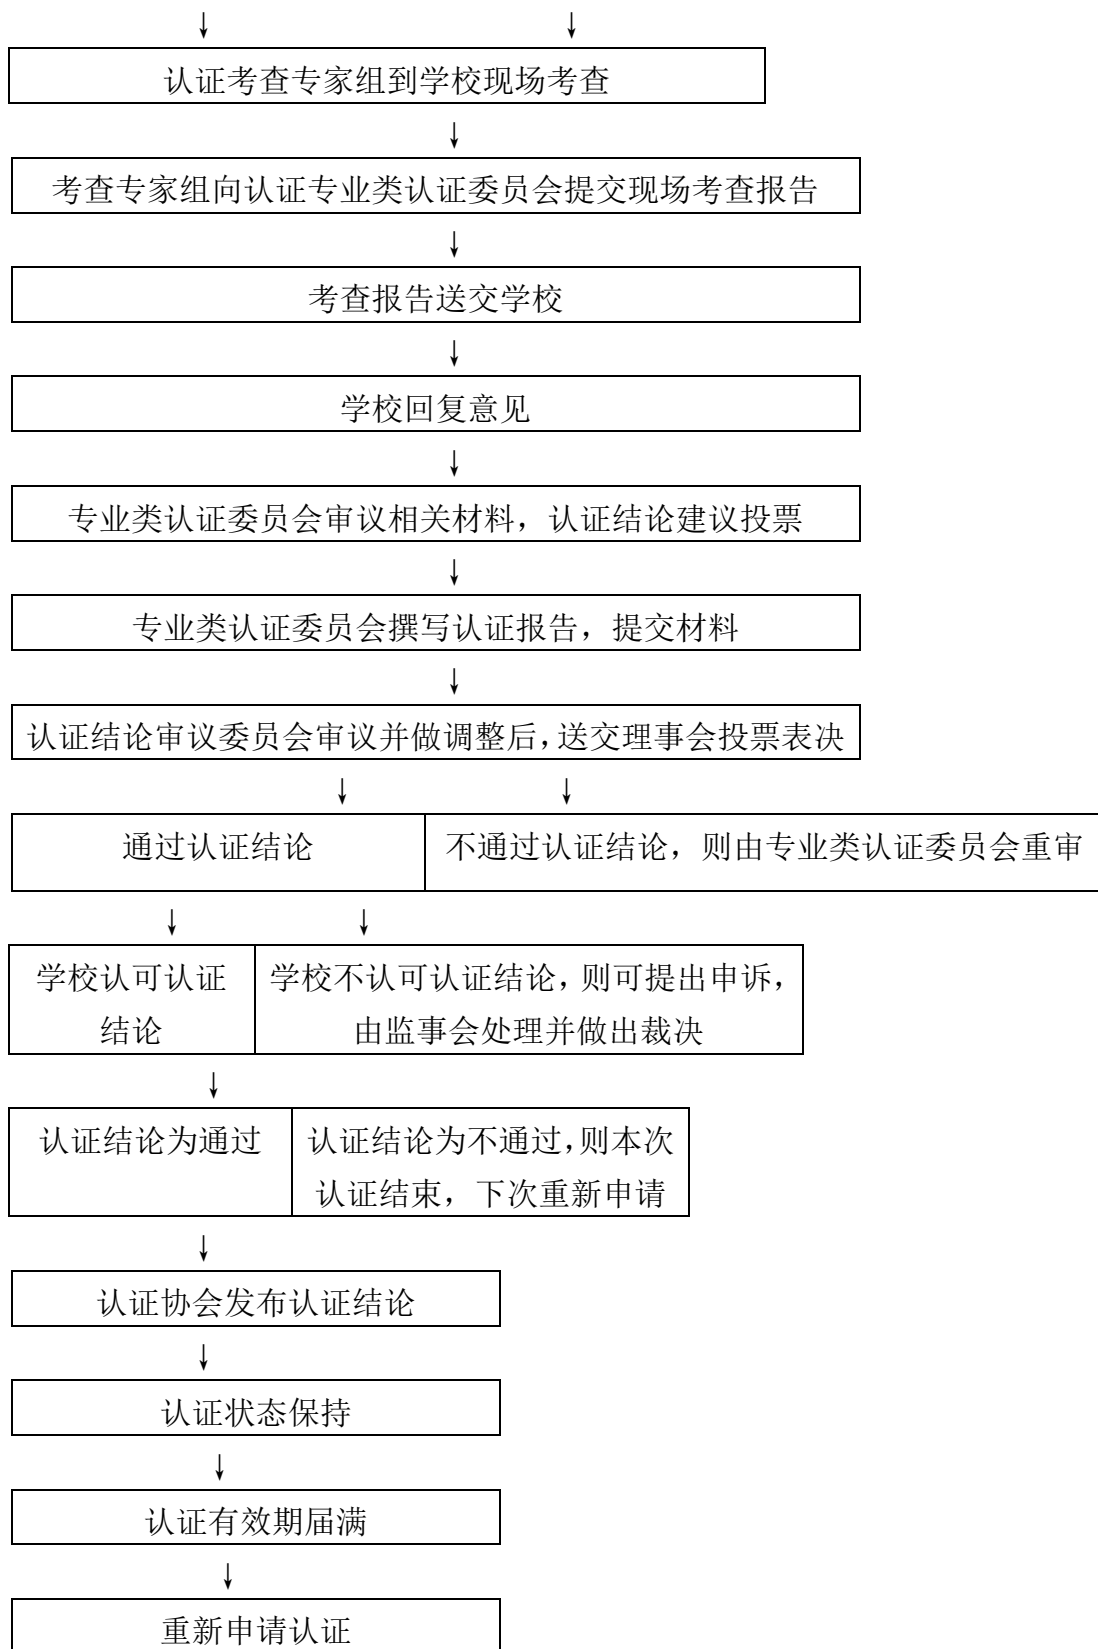 ↓ ↓
认证考查专家组到学校现场考查
↓
考查专家组向认证专业类认证委员会提交现场考查报告
↓
考查报告送交学校
↓
学校回复意见
↓
专业类认证委员会审议相关材料，认证结论建议投票
↓
专业类认证委员会撰写认证报告，提交材料
↓
认证结论审议委员会审议并做调整后，送交理事会投票表决
↓ ↓
通过认证结论
不通过认证结论，则由专业类认证委员会重审
↓ ↓
学校认可认证
结论
学校不认可认证结论，则可提出申诉，
由监事会处理并做出裁决
↓
认证结论为通过
认证结论为不通过，则本次
认证结束，下次重新申请
↓
认证协会发布认证结论
↓
认证状态保持
↓
认证有效期届满
↓
重新申请认证